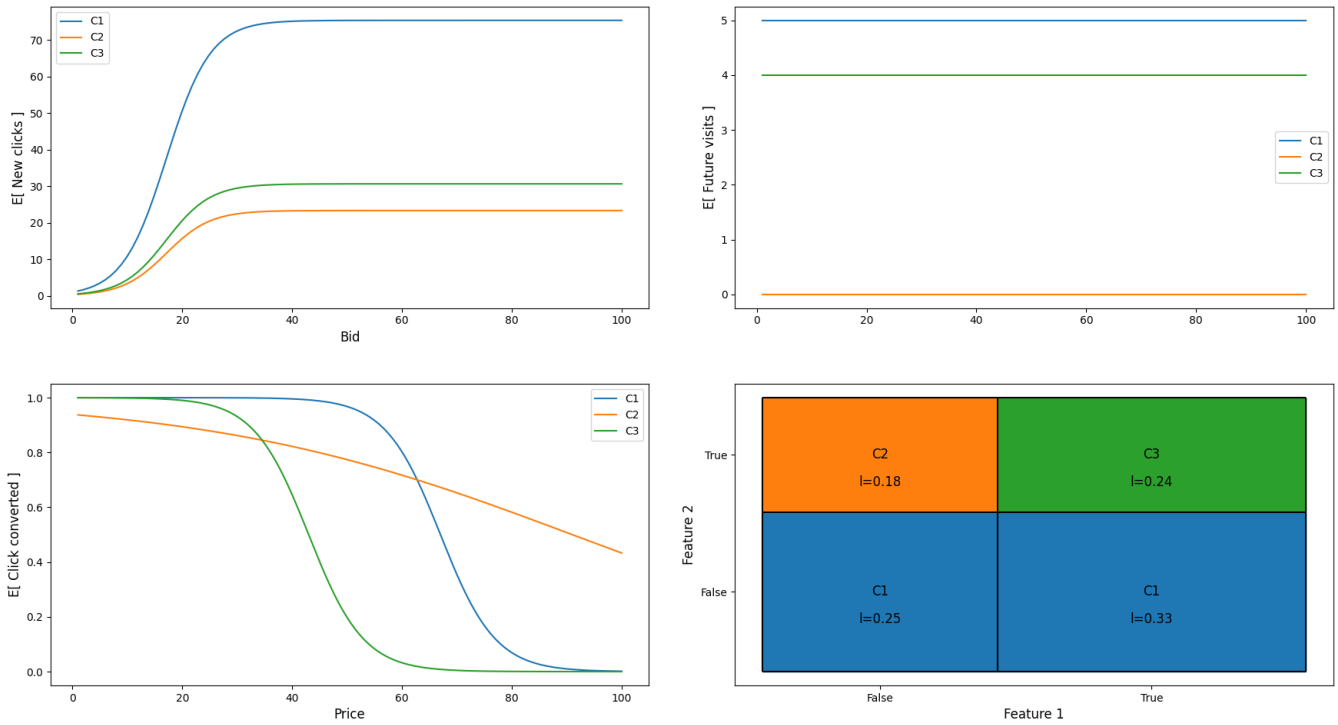 E[ New clicks ]
70
60
50
40
30
20
10
0
C1
C2
C3
0 20 40 60 80 100
Bid
E[ Future visits ]
5
4
3
2
1
0
C1
C2
C3
0 20 40 60 80 100
E[ Click converted ]
1.0
0.8
0.6
0.4
0.2
0.0
C1
C2
C3
0 20 40 60 80 100
Price
Feature 2
True
False
C2
l=0.18
C3
l=0.24
C1
l=0.25
C1
l=0.33
False True
Feature 1